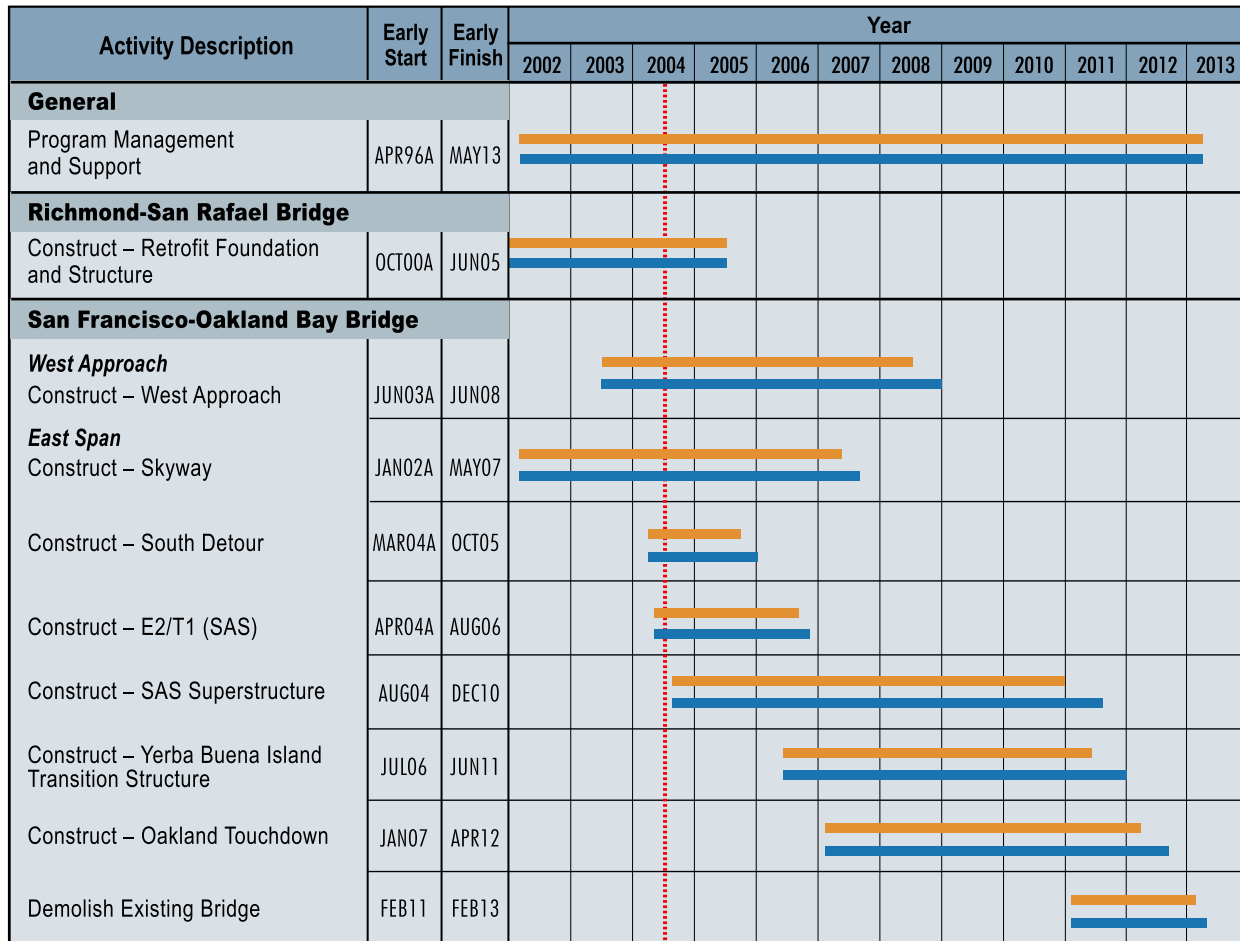 Activity Description
Early
Start
Early
Finish
Year
2002 2003 2004 2005 2006 2007 2008 2009 2010 2011 2012 2013
General
Program Management
and Support
APR96A MAY13
Richmond-San Rafael Bridge
Construct – Retrofit Foundation
and Structure
OCT00A JUN05
San Francisco-Oakland Bay Bridge
West Approach
Construct – West Approach JUN03A JUN08
East Span
Construct – Skyway JAN02A MAY07
Construct – South Detour MAR04A OCT05
Construct – E2/T1 (SAS) APR04A AUG06
Construct – SAS Superstructure AUG04 DEC10
Construct – Yerba Buena Island
Transition Structure
JUL06 JUN11
Construct – Oakland Touchdown JAN07 APR12
Demolish Existing Bridge FEB11 FEB13